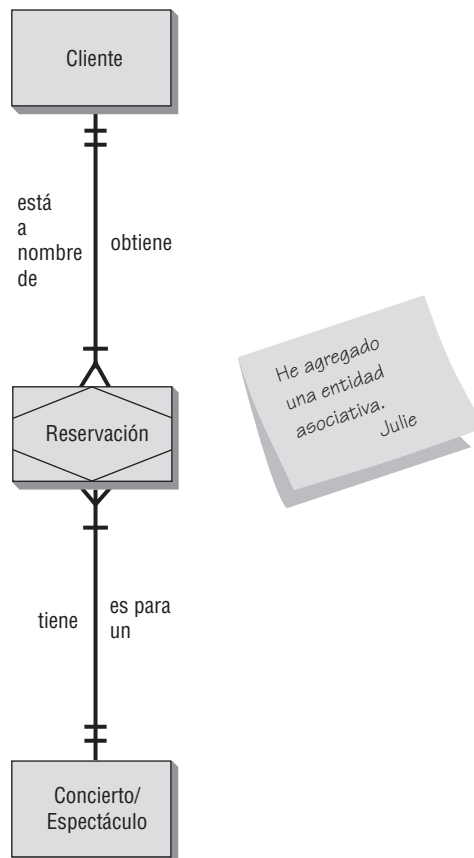 Cliente
está
a
nombre
de
obtiene
He agregado
una entidad
asociativa.
Julie
Reservación
tiene
es para
un
Concierto/
Espectáculo